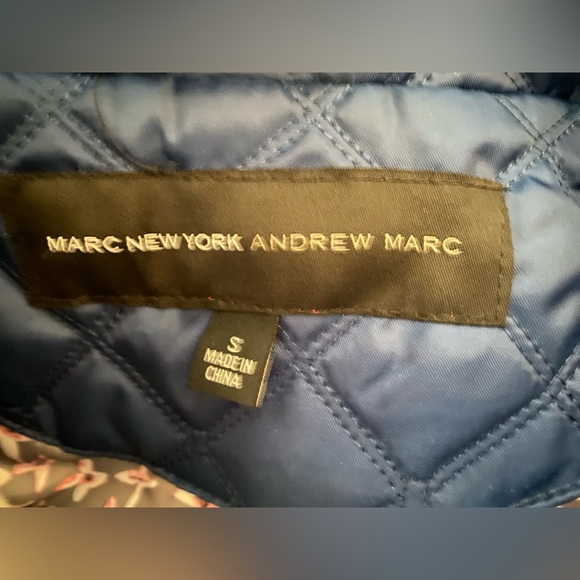 MARC NEW YORK ANDREW MARC
S
MADE IN
CHINA